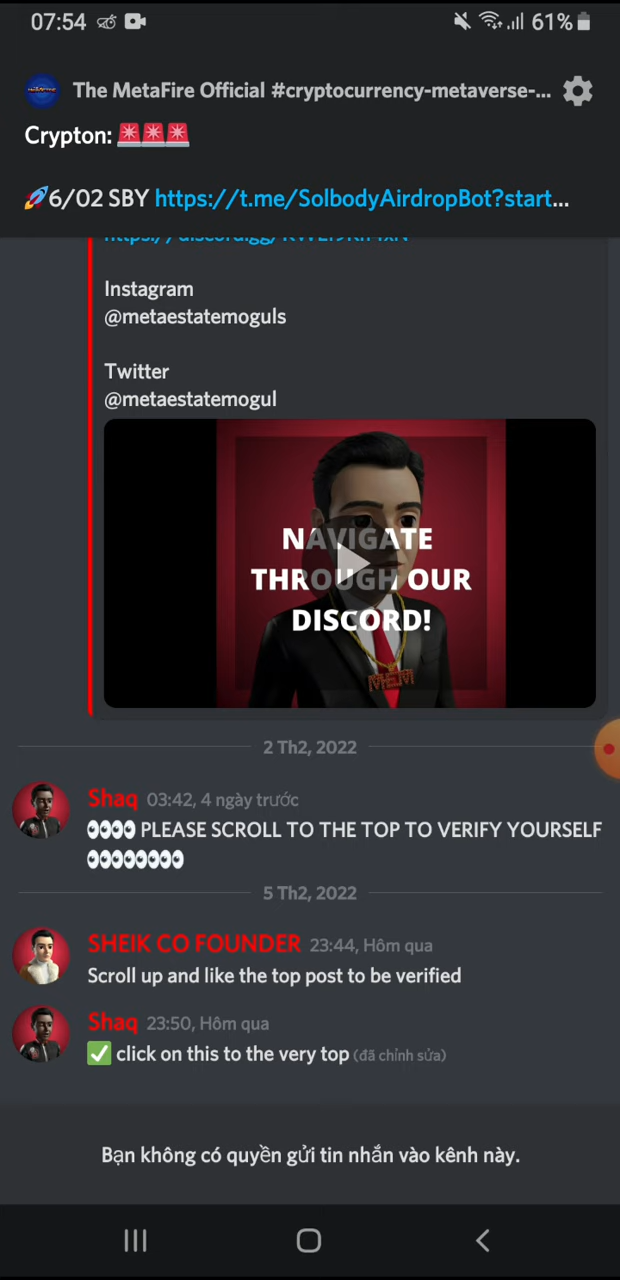 07:54
61%
The MetaFire Official #cryptocurrency-metaverse-...
Crypton: 🚨🚨🚨
🚀6/02 SBY https://t.me/SolbodyAirdropBot?start...
Instagram
@metaestatemoguls
Twitter
@metaestatemogul
NAVIGATE
THROUGH OUR
DISCORD!
MEM
2 Th2, 2022
Shaq 03:42, 4 ngày trước
👀👀 PLEASE SCROLL TO THE TOP TO VERIFY YOURSELF
👀👀👀👀
5 Th2, 2022
SHEIK CO FOUNDER 23:44, Hôm qua
Scroll up and like the top post to be verified
Shaq 23:50, Hôm qua
✅ click on this to the very top (đã chỉnh sửa)
Bạn không có quyền gửi tin nhắn vào kênh này.